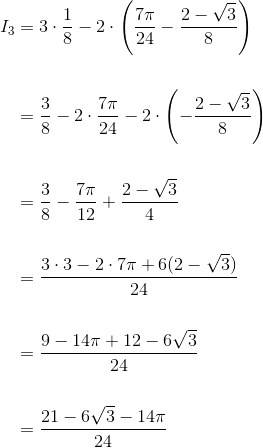 I₃ = 3 · 1/8 − 2 · (7π/24 − (2 − √3)/8)
= 3/8 − 2 · 7π/24 − 2 · (−(2 − √3)/8)
= 3/8 − 7π/12 + (2 − √3)/4
= (3 · 3 − 2 · 7π + 6(2 − √3))/24
= (9 − 14π + 12 − 6√3)/24
= (21 − 6√3 − 14π)/24